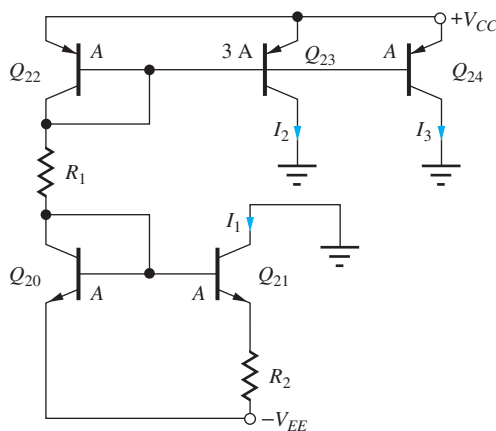 +V_CC
Q_22
A
3 A
Q_23
A
Q_24
I_2
I_3
R_1
I_1
Q_20
A
A
Q_21
R_2
−V_EE